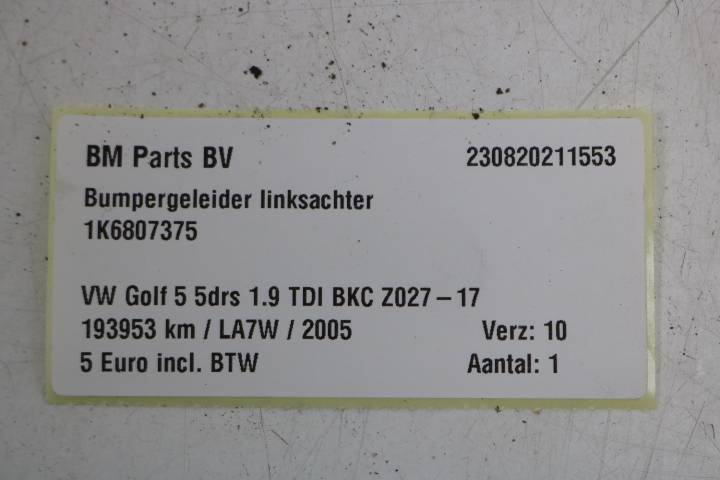 BM Parts BV 230820211553
Bumpergeleider linksachter
1K6807375
VW Golf 5 5drs 1.9 TDI BKC Z027 – 17
193953 km / LA7W / 2005 Verz: 10
5 Euro incl. BTW Aantal: 1